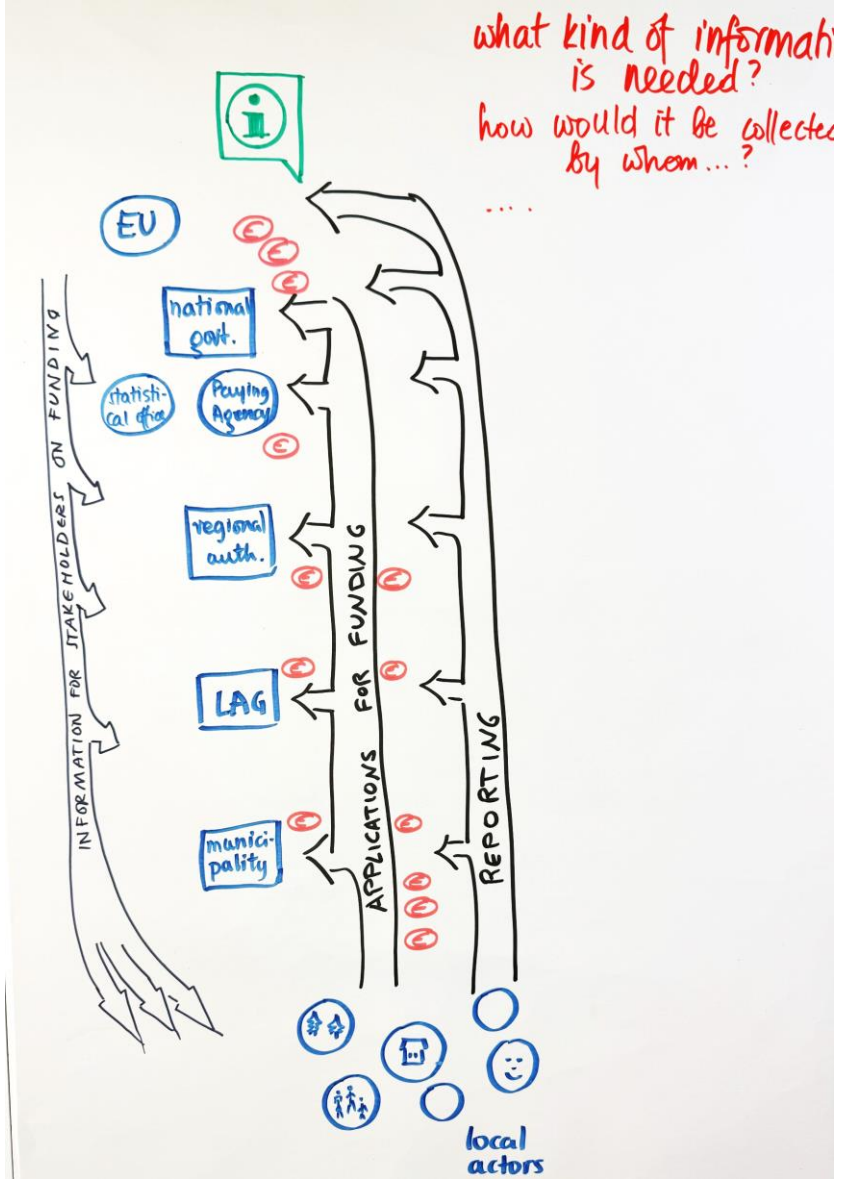 what kind of informati
is needed?
how would it be collected
by whom...?
....
i
EU
€
€
€
national
govt.
statisti-
cal office
Paying
Agency
€
regional
auth.
€
€
€
€
LAG
€
€
munici-
pality
€
€
€
INFORMATION FOR STAKEHOLDERS ON FUNDING
APPLICATIONS FOR FUNDING
REPORTING
local
actors